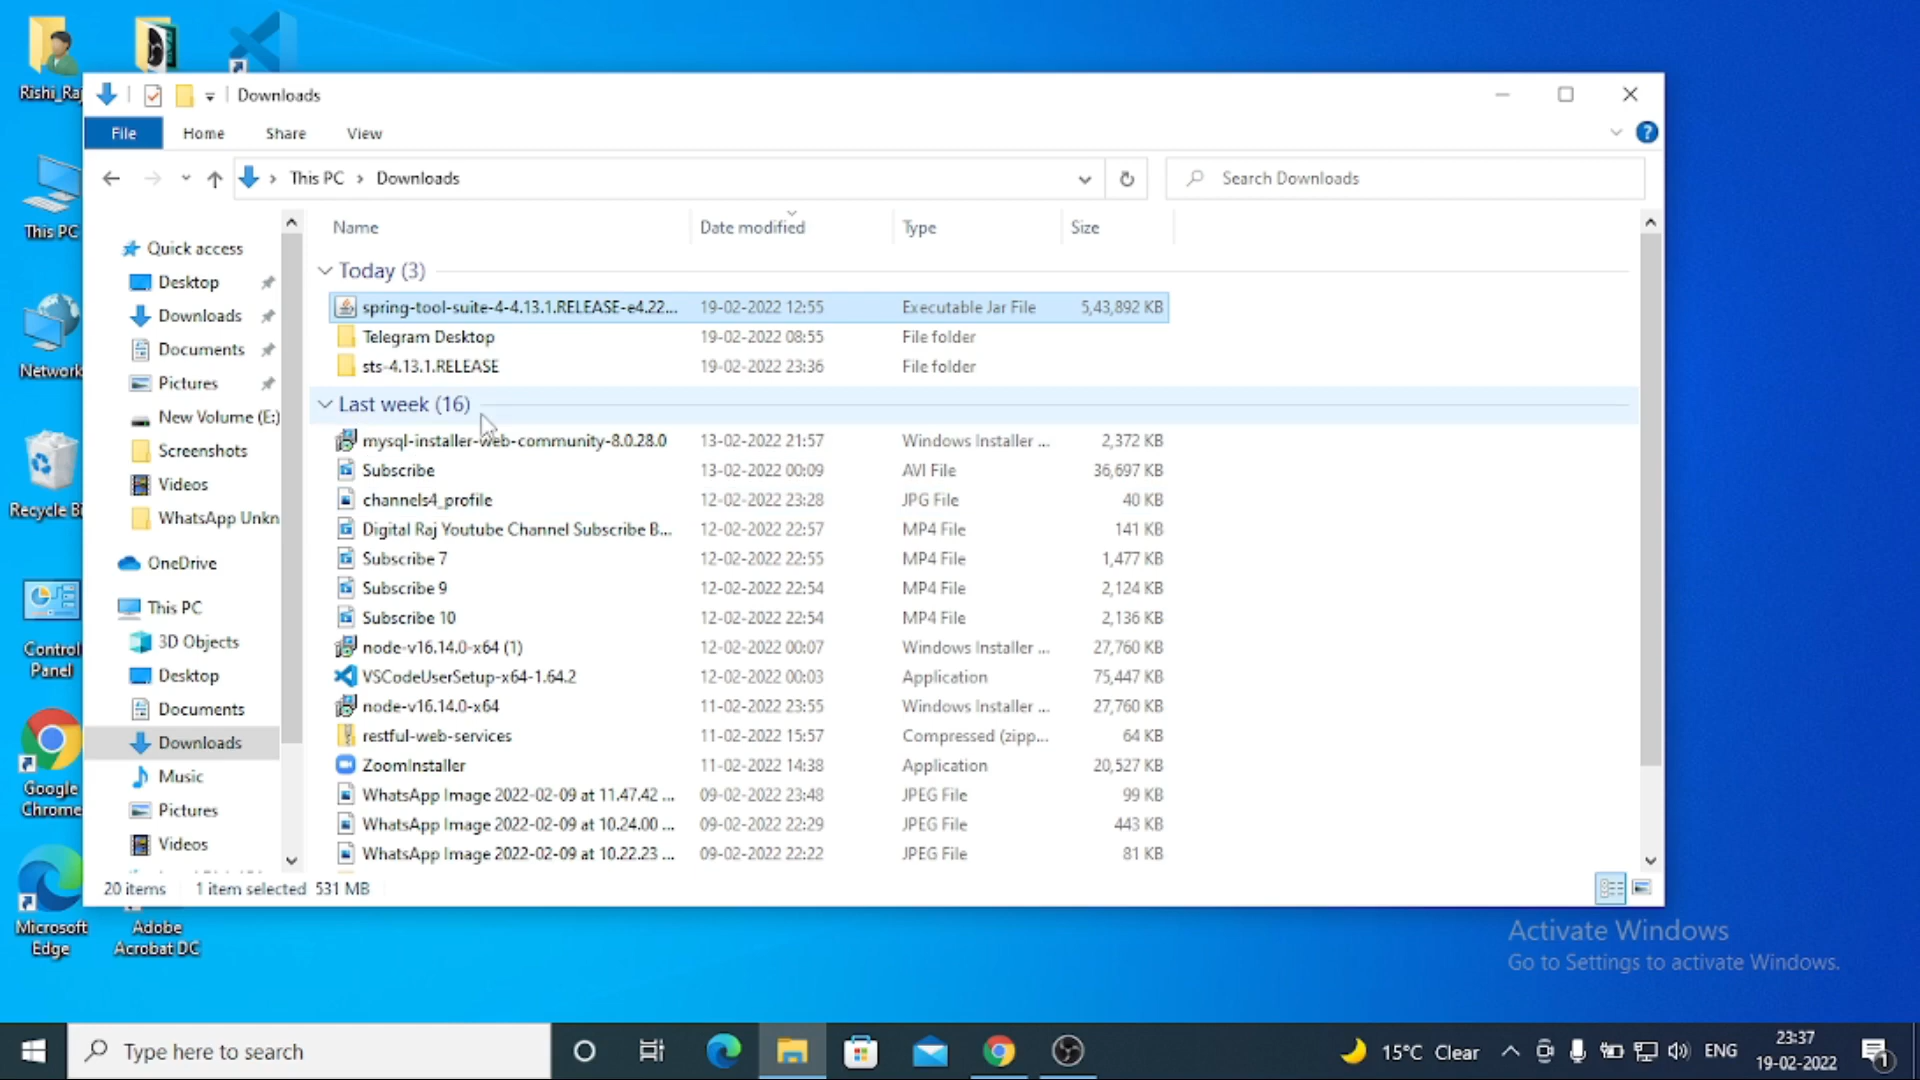 Rishi_Raj
This PC
Network
Recycle Bi
Control
Panel
Google
Chrome
Microsoft
Edge
Adobe
Acrobat DC
Downloads
File
Home
Share
View
This PC
Downloads
Search Downloads
Quick access
Desktop
Downloads
Documents
Pictures
New Volume (E:)
Screenshots
Videos
WhatsApp Unkn
OneDrive
This PC
3D Objects
Desktop
Documents
Downloads
Music
Pictures
Videos
Name Date modified Type Size
Today (3)
spring-tool-suite-4-4.13.1.RELEASE-e4.22... 19-02-2022 12:55 Executable Jar File 5,43,892 KB
Telegram Desktop 19-02-2022 08:55 File folder
sts-4.13.1.RELEASE 19-02-2022 23:36 File folder
Last week (16)
mysql-installer-web-community-8.0.28.0 13-02-2022 21:57 Windows Installer ... 2,372 KB
Subscribe 13-02-2022 00:09 AVI File 36,697 KB
channels4_profile 12-02-2022 23:28 JPG File 40 KB
Digital Raj Youtube Channel Subscribe B... 12-02-2022 22:57 MP4 File 141 KB
Subscribe 7 12-02-2022 22:55 MP4 File 1,477 KB
Subscribe 9 12-02-2022 22:54 MP4 File 2,124 KB
Subscribe 10 12-02-2022 22:54 MP4 File 2,136 KB
node-v16.14.0-x64 (1) 12-02-2022 00:07 Windows Installer ... 27,760 KB
VSCodeUserSetup-x64-1.64.2 12-02-2022 00:03 Application 75,447 KB
node-v16.14.0-x64 11-02-2022 23:55 Windows Installer ... 27,760 KB
restful-web-services 11-02-2022 15:57 Compressed (zipp... 64 KB
ZoomInstaller 11-02-2022 14:38 Application 20,527 KB
WhatsApp Image 2022-02-09 at 11.47.42 ... 09-02-2022 23:48 JPEG File 99 KB
WhatsApp Image 2022-02-09 at 10.24.00 ... 09-02-2022 22:29 JPEG File 443 KB
WhatsApp Image 2022-02-09 at 10.22.23 ... 09-02-2022 22:22 JPEG File 81 KB
20 items 1 item selected 531 MB
Activate Windows
Go to Settings to activate Windows.
Type here to search
15°C Clear
ENG
23:37
19-02-2022
1